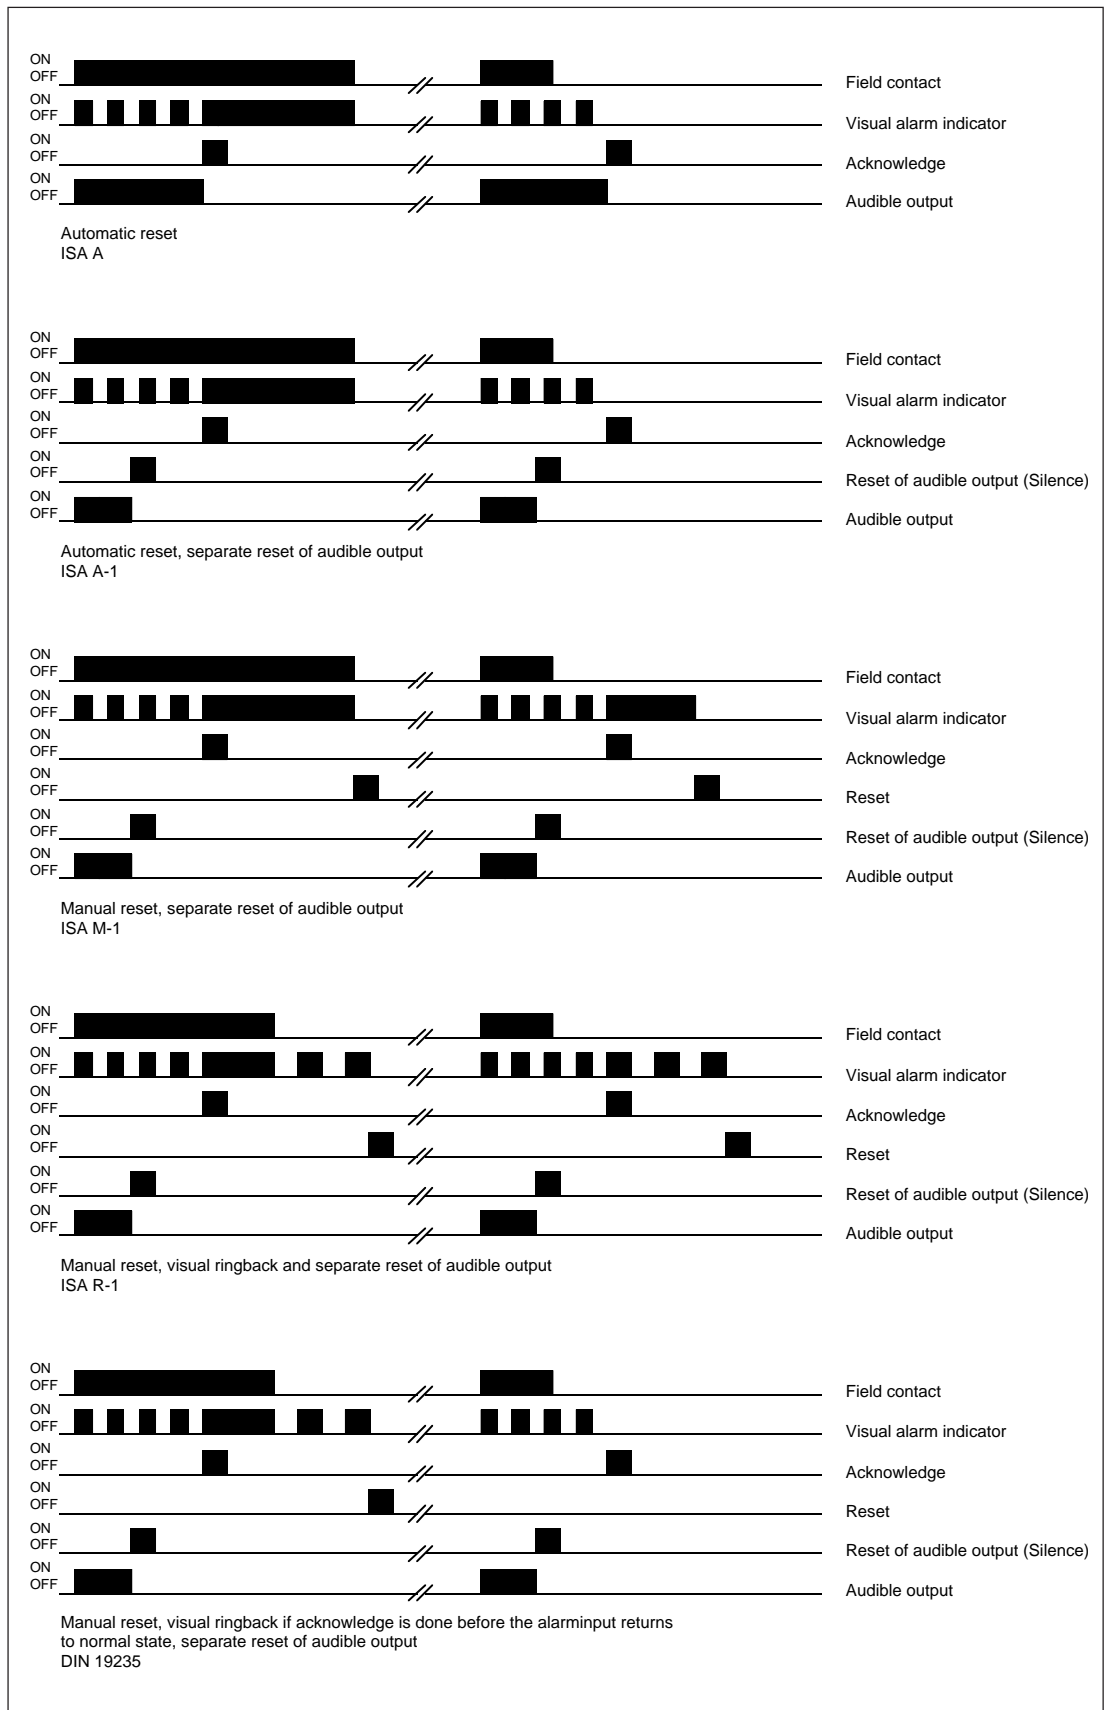 ON
OFF
Field contact
ON
OFF
Visual alarm indicator
ON
OFF
Acknowledge
ON
OFF
Audible output
Automatic reset
ISA A
ON
OFF
Field contact
ON
OFF
Visual alarm indicator
ON
OFF
Acknowledge
ON
OFF
Reset of audible output (Silence)
ON
OFF
Audible output
Automatic reset, separate reset of audible output
ISA A-1
ON
OFF
Field contact
ON
OFF
Visual alarm indicator
ON
OFF
Acknowledge
ON
OFF
Reset
ON
OFF
Reset of audible output (Silence)
ON
OFF
Audible output
Manual reset, separate reset of audible output
ISA M-1
ON
OFF
Field contact
ON
OFF
Visual alarm indicator
ON
OFF
Acknowledge
ON
OFF
Reset
ON
OFF
Reset of audible output (Silence)
ON
OFF
Audible output
Manual reset, visual ringback and separate reset of audible output
ISA R-1
ON
OFF
Field contact
ON
OFF
Visual alarm indicator
ON
OFF
Acknowledge
ON
OFF
Reset
ON
OFF
Reset of audible output (Silence)
ON
OFF
Audible output
Manual reset, visual ringback if acknowledge is done before the alarminput returns
to normal state, separate reset of audible output
DIN 19235